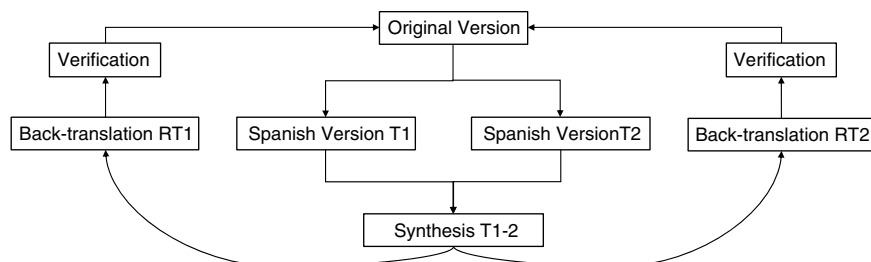 Original Version
Verification
Verification
Back-translation RT1
Spanish Version T1
Spanish VersionT2
Back-translation RT2
Synthesis T1-2